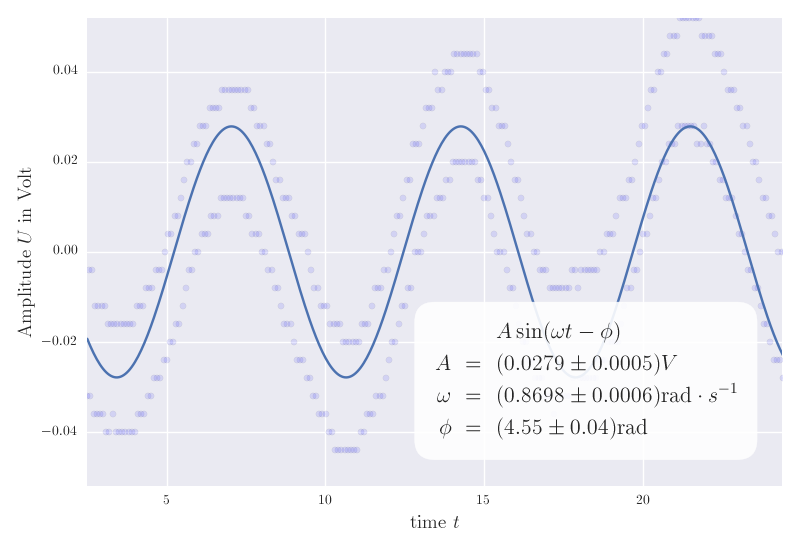 0.04
0.02
0.00
−0.02
−0.04
Amplitude U in Volt
A sin(ωt − ϕ)
A = (0.0279 ± 0.0005)V
ω = (0.8698 ± 0.0006)rad · s⁻¹
ϕ = (4.55 ± 0.04)rad
5 10 15 20
time t